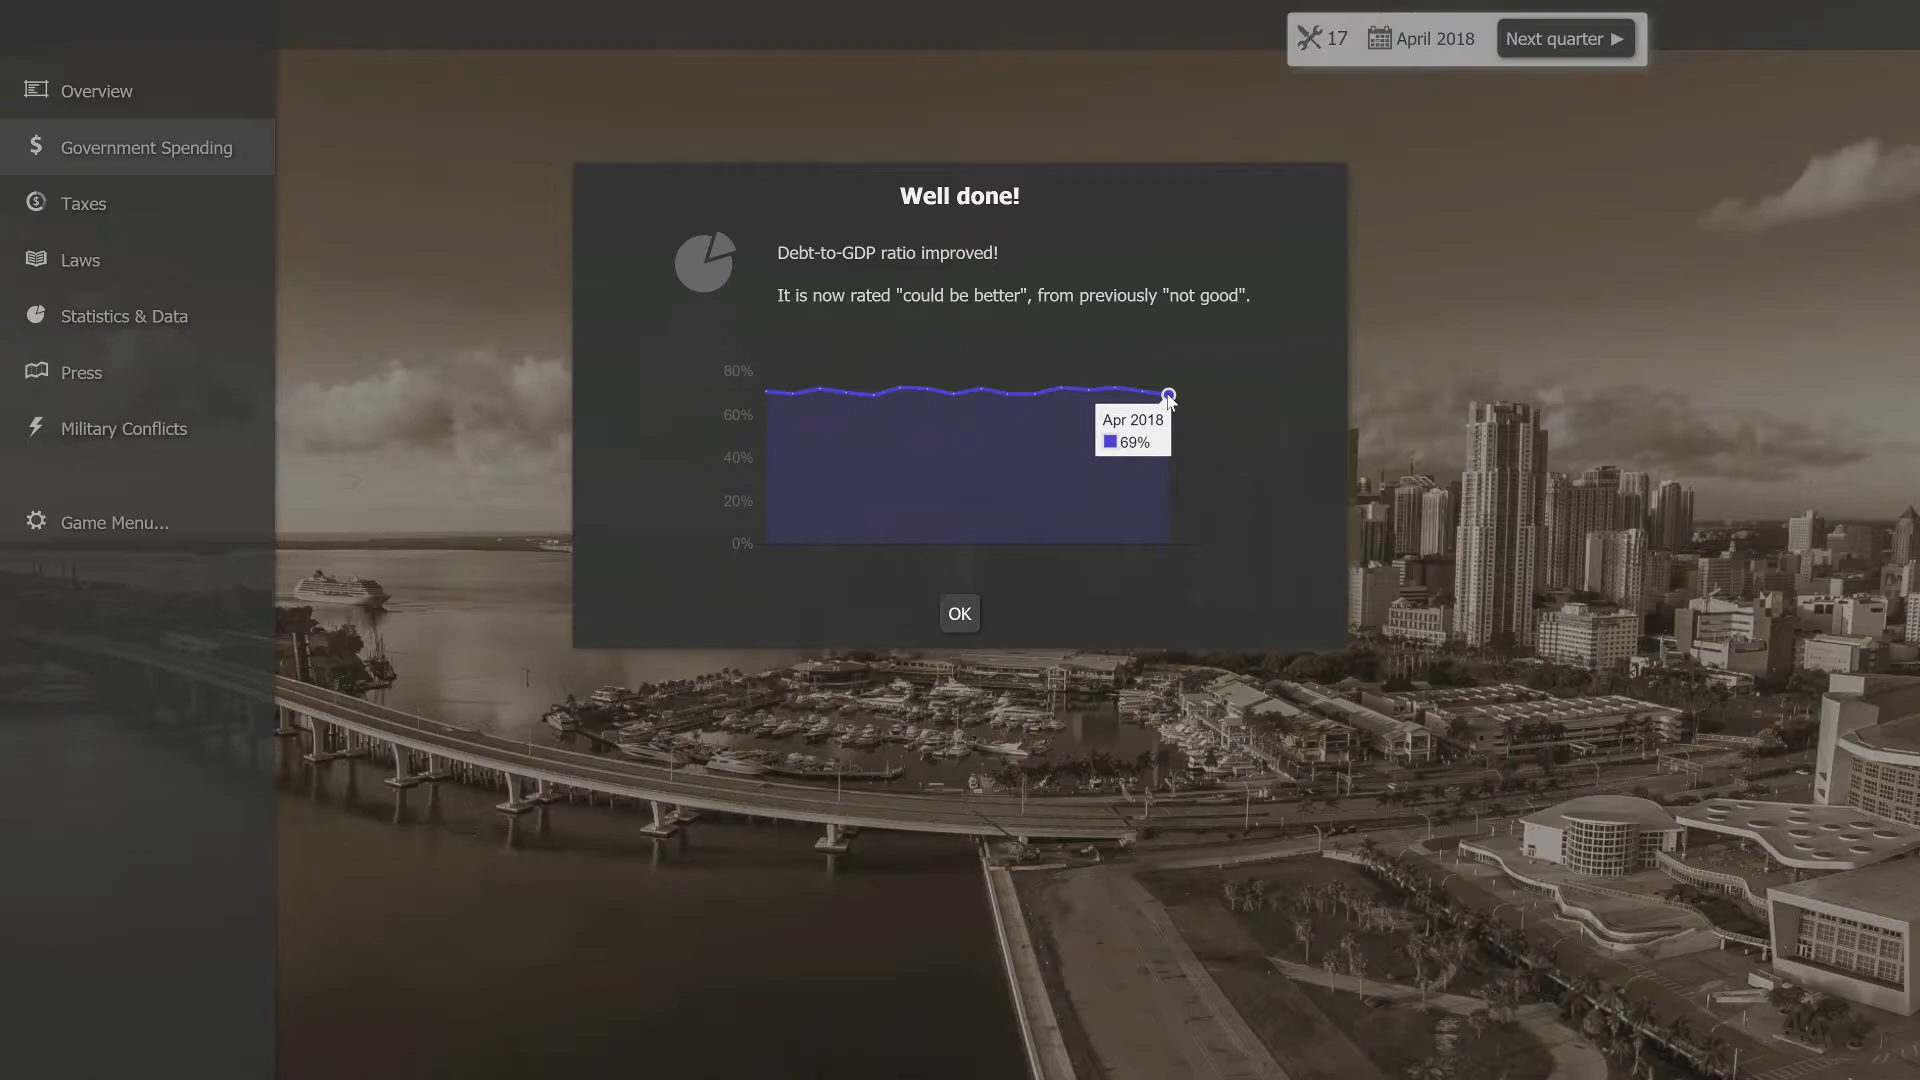 17
April 2018
Next quarter
Overview
Government Spending
Taxes
Laws
Statistics & Data
Press
Military Conflicts
Game Menu...
Well done!
Debt-to-GDP ratio improved!
It is now rated "could be better", from previously "not good".
80%
60%
40%
20%
0%
Apr 2018
69%
OK